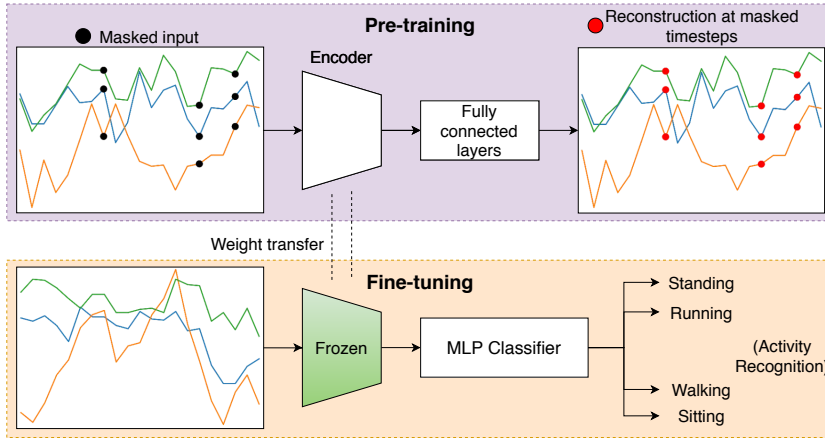 Pre-training
Masked input
Reconstruction at masked
timesteps
Encoder
Fully
connected
layers
Weight transfer
Fine-tuning
Frozen
MLP Classifier
Standing
Running
(Activity
Recognition)
Walking
Sitting